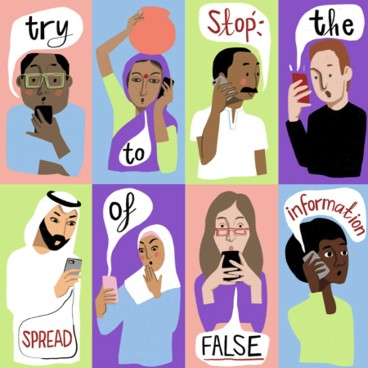 try
to
Stop:
the
SPREAD
of
FALSE
information